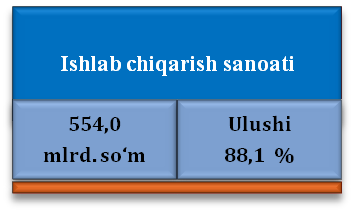 Ishlab chiqarish sanoati
554,0
mlrd. so‘m
Ulushi
88,1 %